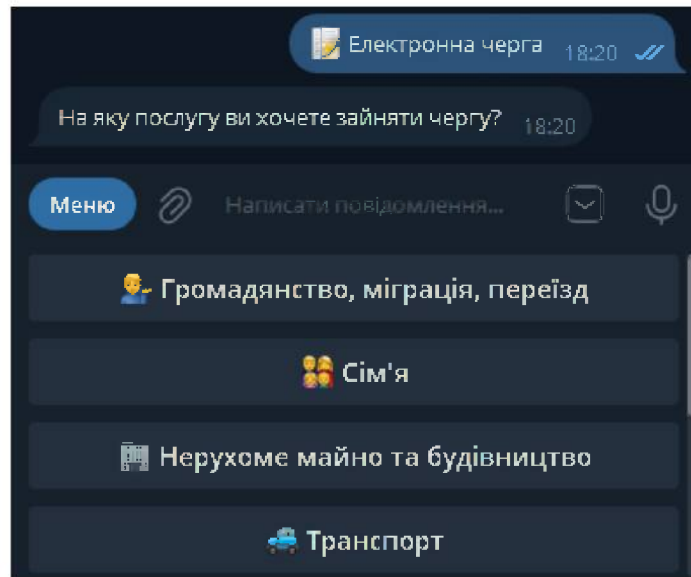 📝 Електронна черга 18:20
На яку послугу ви хочете зайняти чергу? 18:20
Меню Написати повідомлення...
💁‍♂️ Громадянство, міграція, переїзд
👨‍👩‍👧‍👦 Сім'я
🏢 Нерухоме майно та будівництво
🚙 Транспорт